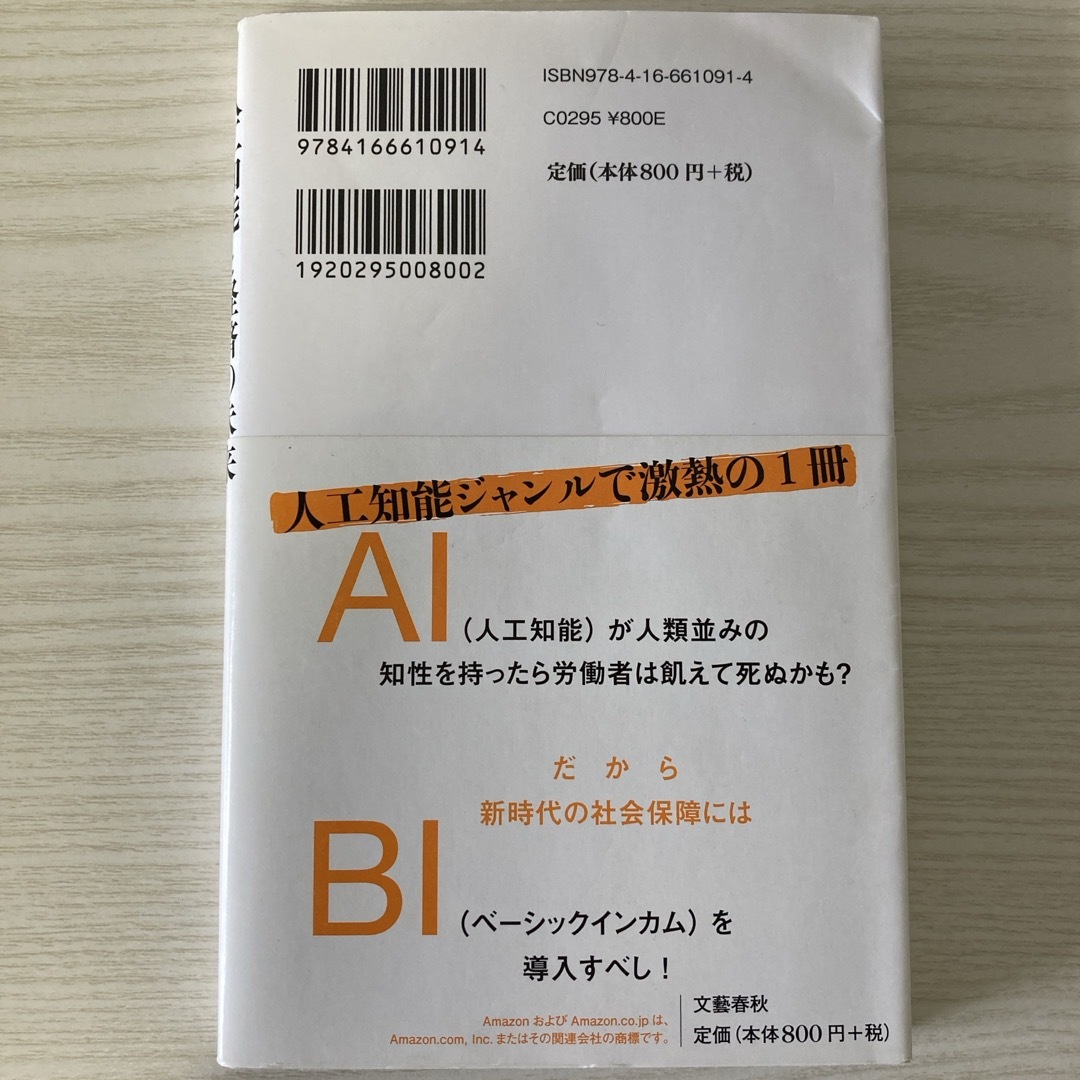 ISBN978-4-16-661091-4
C0295 ¥800E
定価（本体800円＋税）
9784166610914
1920295008002
人工知能ジャンルで激熱の1冊
AI（人工知能）が人類並みの
知性を持ったら労働者は飢えて死ぬかも？
だから
新時代の社会保障には
BI（ベーシックインカム）を
導入すべし！
Amazon および Amazon.co.jp は、
Amazon.com, Inc. またはその関連会社の商標です。
文藝春秋
定価（本体800円＋税）